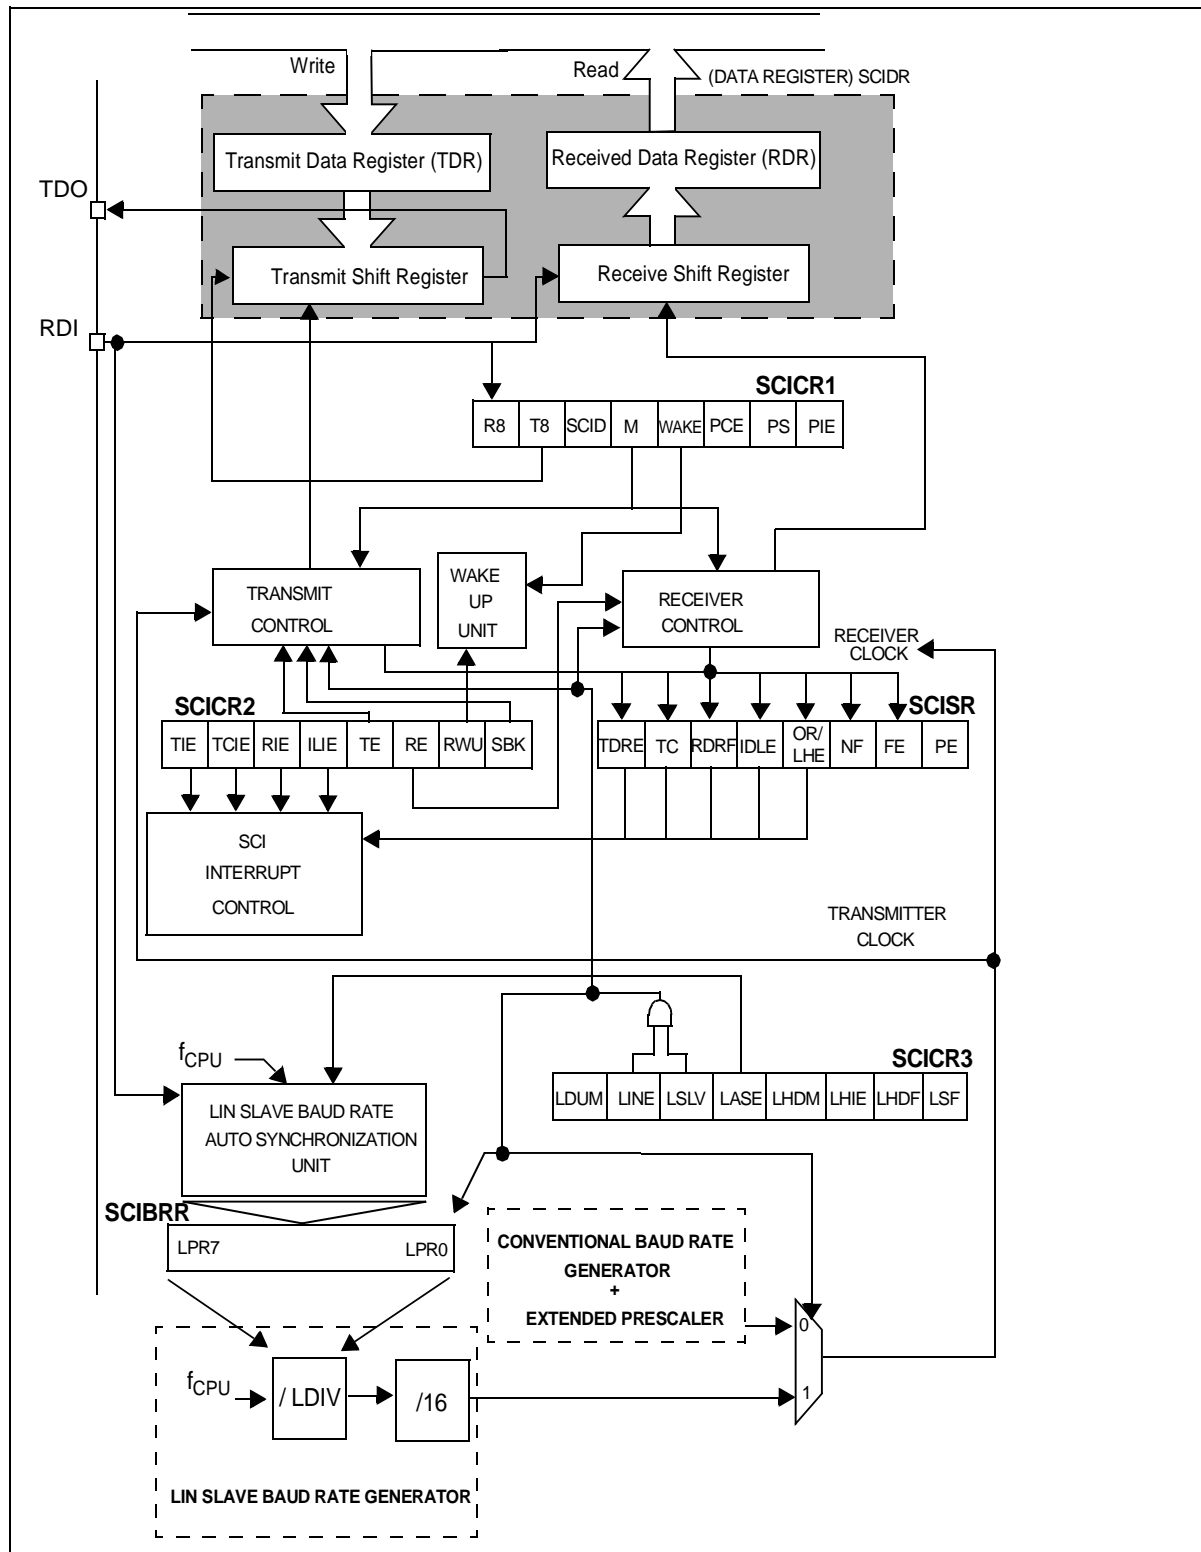 Write
Read
(DATA REGISTER) SCIDR
Transmit Data Register (TDR)
Received Data Register (RDR)
TDO
Transmit Shift Register
Receive Shift Register
RDI
SCICR1
R8 T8 SCID M WAKE PCE PS PIE
TRANSMIT
CONTROL
WAKE
UP
UNIT
RECEIVER
CONTROL
RECEIVER
CLOCK
SCICR2
TIE TCIE RIE ILIE TE RE RWU SBK
SCISR
TDRE TC RDRF IDLE OR/
LHE NF FE PE
SCI
INTERRUPT
CONTROL
TRANSMITTER
CLOCK
fCPU
SCICR3
LDUM LINE LSLV LASE LHDM LHIE LHDF LSF
LIN SLAVE BAUD RATE
AUTO SYNCHRONIZATION
UNIT
SCIBRR
LPR7 LPR0
CONVENTIONAL BAUD RATE
GENERATOR
+
EXTENDED PRESCALER
0
1
fCPU
/ LDIV
/16
LIN SLAVE BAUD RATE GENERATOR